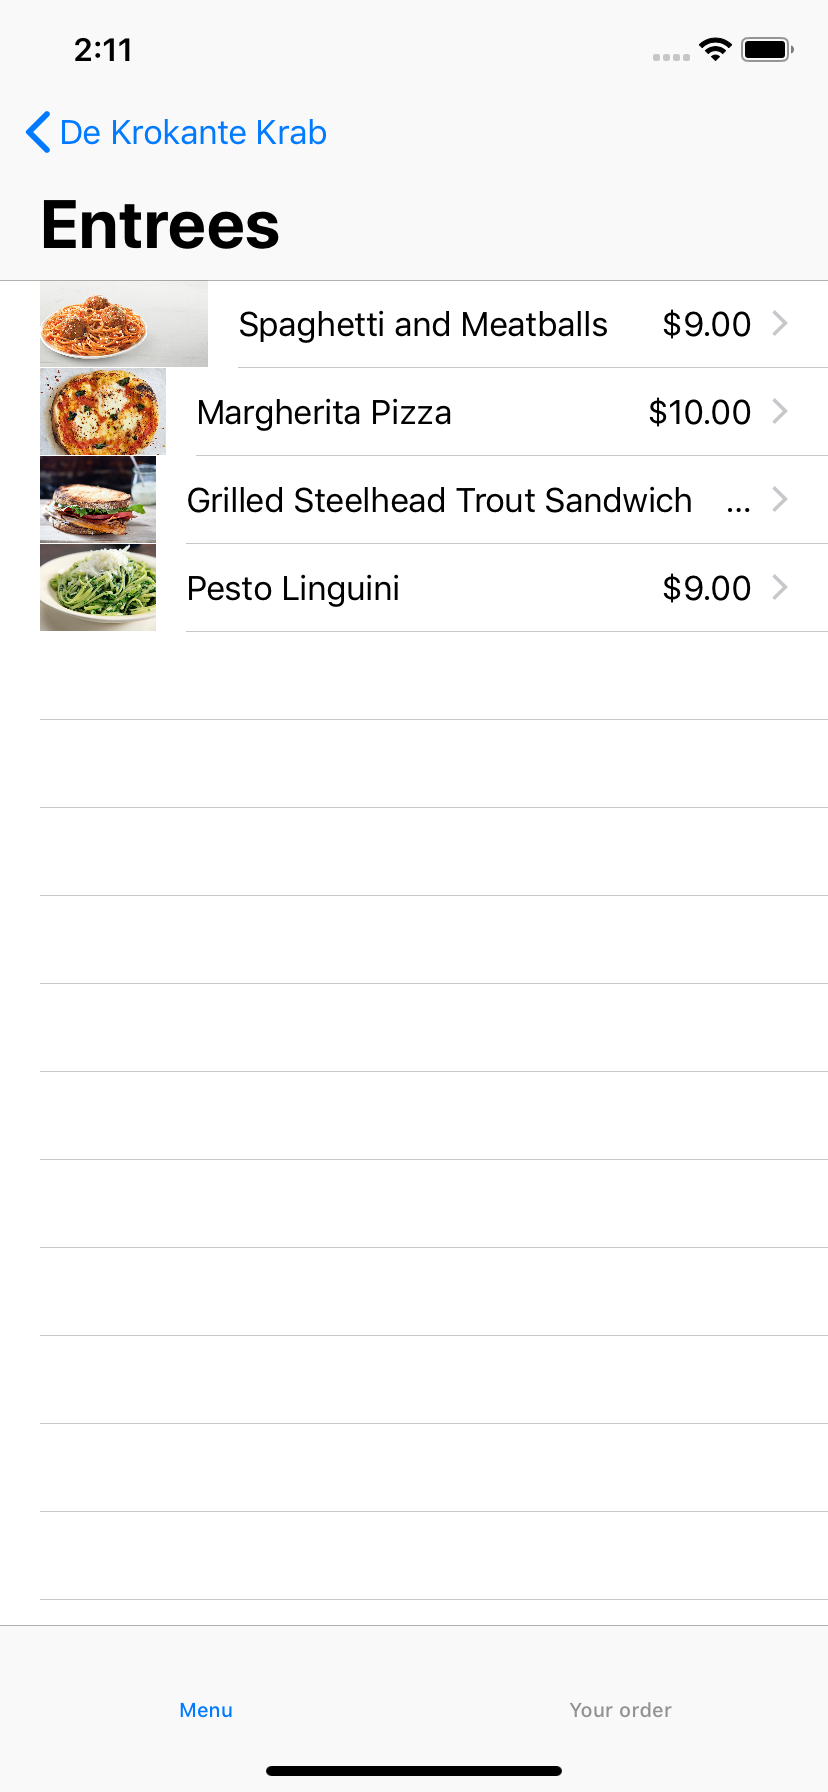 2:11
De Krokante Krab
Entrees
Spaghetti and Meatballs $9.00
Margherita Pizza $10.00
Grilled Steelhead Trout Sandwich ...
Pesto Linguini $9.00
Menu Your order